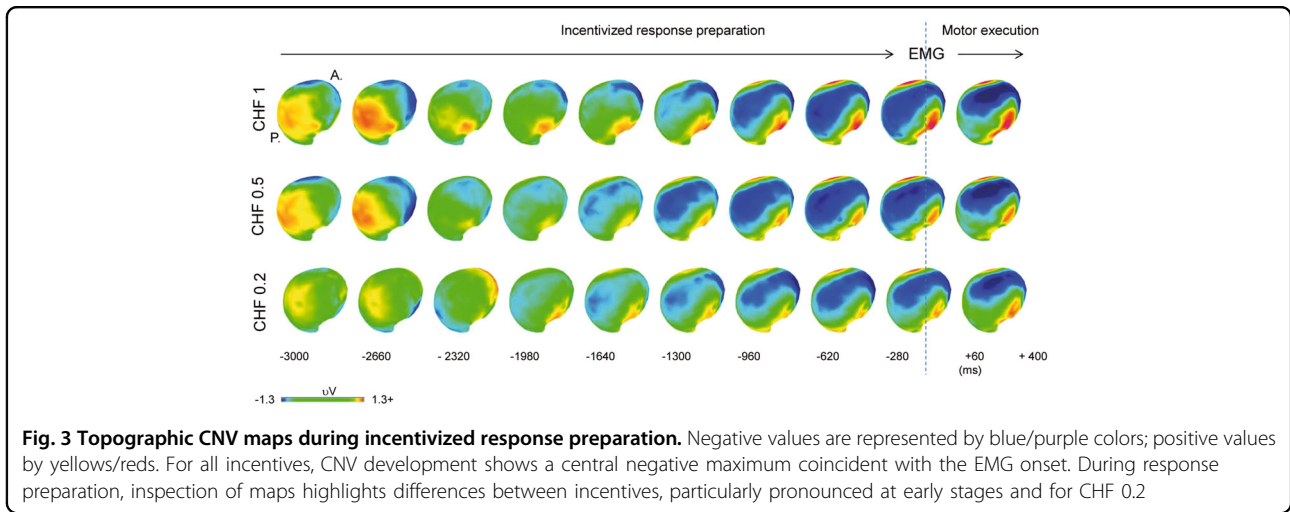 Incentivized response preparation Motor execution
EMG
A.
CHF 1
P.
CHF 0.5
CHF 0.2
-3000 -2660 - 2320 -1980 -1640 -1300 -960 -620 -280 +60 + 400
(ms)
υV
-1.3 1.3+
Fig. 3 Topographic CNV maps during incentivized response preparation. Negative values are represented by blue/purple colors; positive values
by yellows/reds. For all incentives, CNV development shows a central negative maximum coincident with the EMG onset. During response
preparation, inspection of maps highlights differences between incentives, particularly pronounced at early stages and for CHF 0.2